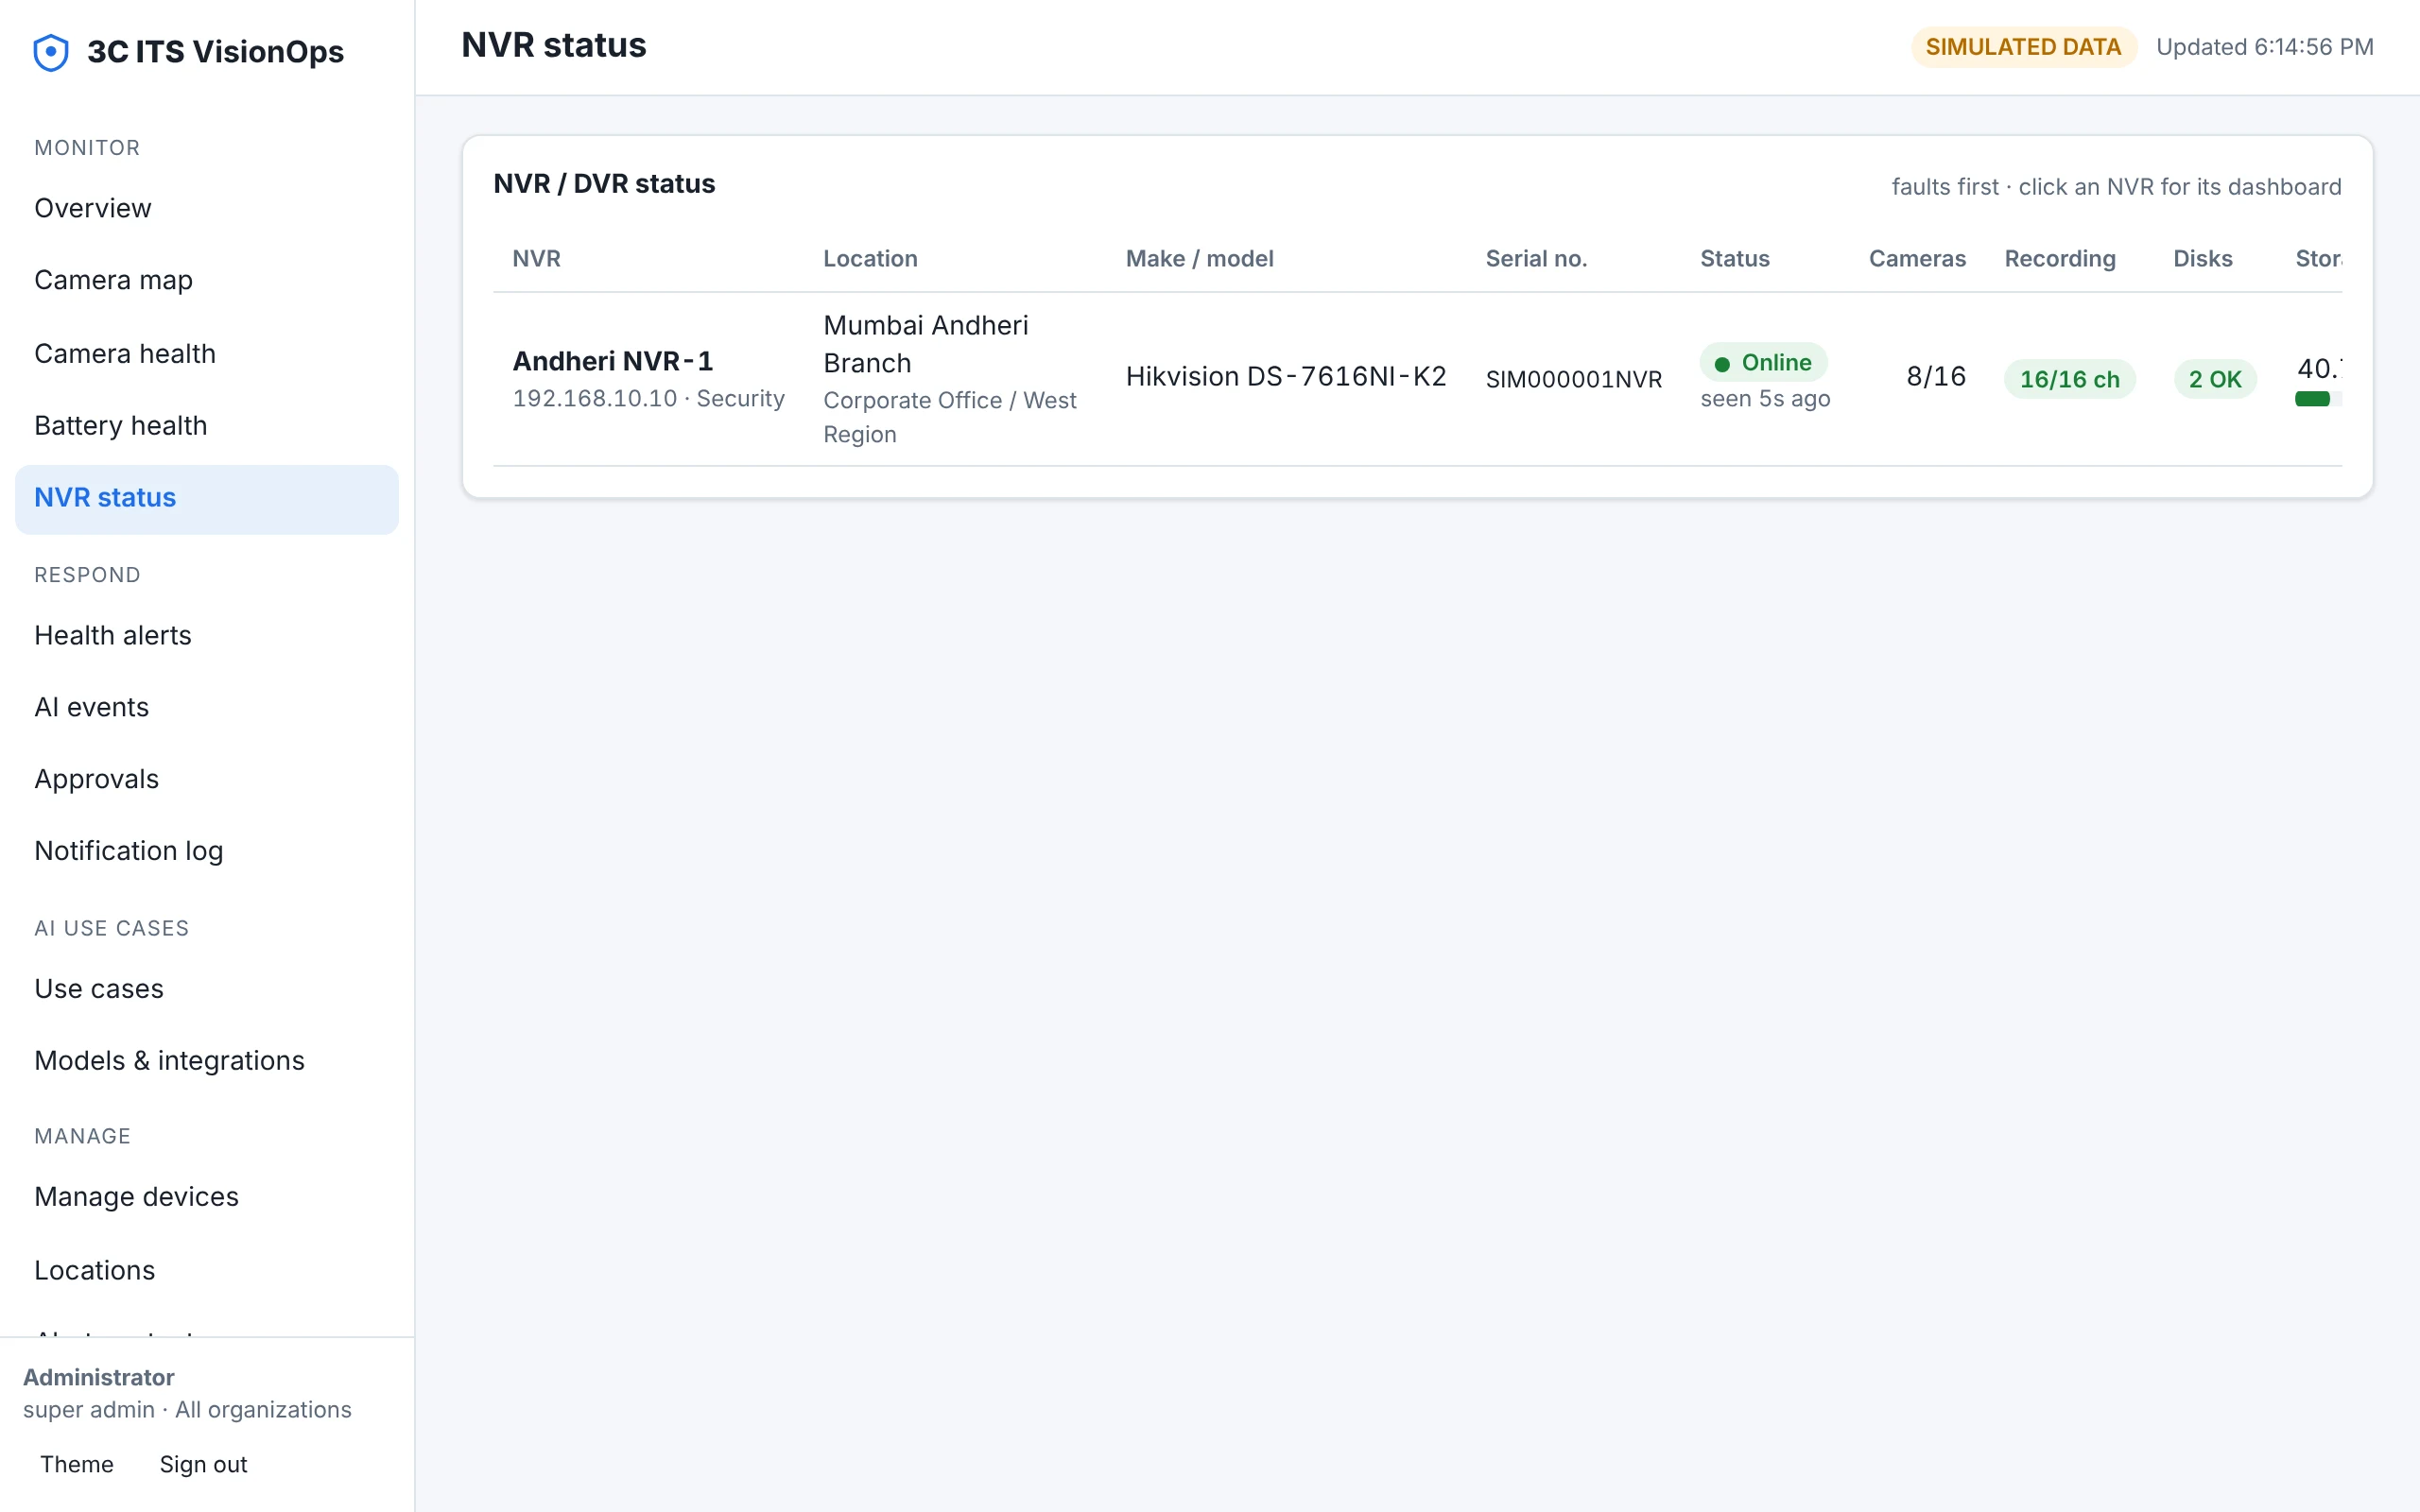 3C ITS VisionOps
MONITOR
Overview
Camera map
Camera health
Battery health
NVR status
RESPOND
Health alerts
AI events
Approvals
Notification log
AI USE CASES
Use cases
Models & integrations
MANAGE
Manage devices
Locations
Administrator
super admin · All organizations
Theme Sign out
NVR status
SIMULATED DATA Updated 6:14:56 PM
NVR / DVR status
faults first · click an NVR for its dashboard
NVR Location Make / model Serial no. Status Cameras Recording Disks
Andheri NVR-1
192.168.10.10 · Security
Mumbai Andheri
Branch
Corporate Office / West
Region
Hikvision DS-7616NI-K2
SIM000001NVR
Online
seen 5s ago
8/16
16/16 ch
2 OK